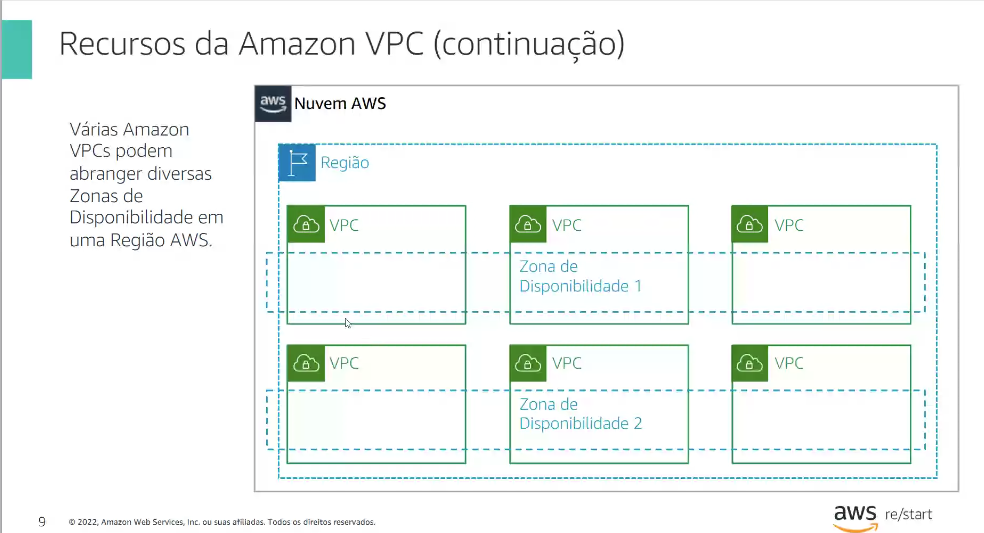 Recursos da Amazon VPC (continuação)
Várias Amazon
VPCs podem
abranger diversas
Zonas de
Disponibilidade em
uma Região AWS.
aws Nuvem AWS
Região
VPC
VPC
VPC
Zona de
Disponibilidade 1
VPC
VPC
VPC
Zona de
Disponibilidade 2
9
© 2022, Amazon Web Services, Inc. ou suas afiliadas. Todos os direitos reservados.
aws re/start